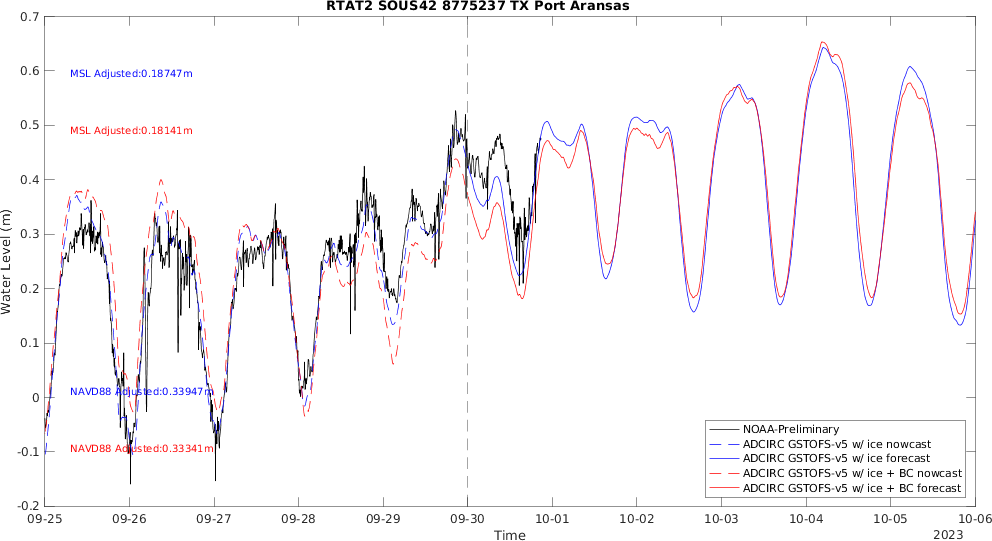 RTAT2 SOUS42 8775237 TX Port Aransas
Water Level (m)
0.7
0.6
0.5
0.4
0.3
0.2
0.1
0
-0.1
-0.2
MSL Adjusted:0.18747m
MSL Adjusted:0.18141m
NAVD88 Adjusted:0.33947m
NAVD88 Adjusted:0.33341m
NOAA-Preliminary
ADCIRC GSTOFS-v5 w/ ice nowcast
ADCIRC GSTOFS-v5 w/ ice forecast
ADCIRC GSTOFS-v5 w/ ice + BC nowcast
ADCIRC GSTOFS-v5 w/ ice + BC forecast
09-25 09-26 09-27 09-28 09-29 09-30 10-01 10-02 10-03 10-04 10-05 10-06
Time
2023